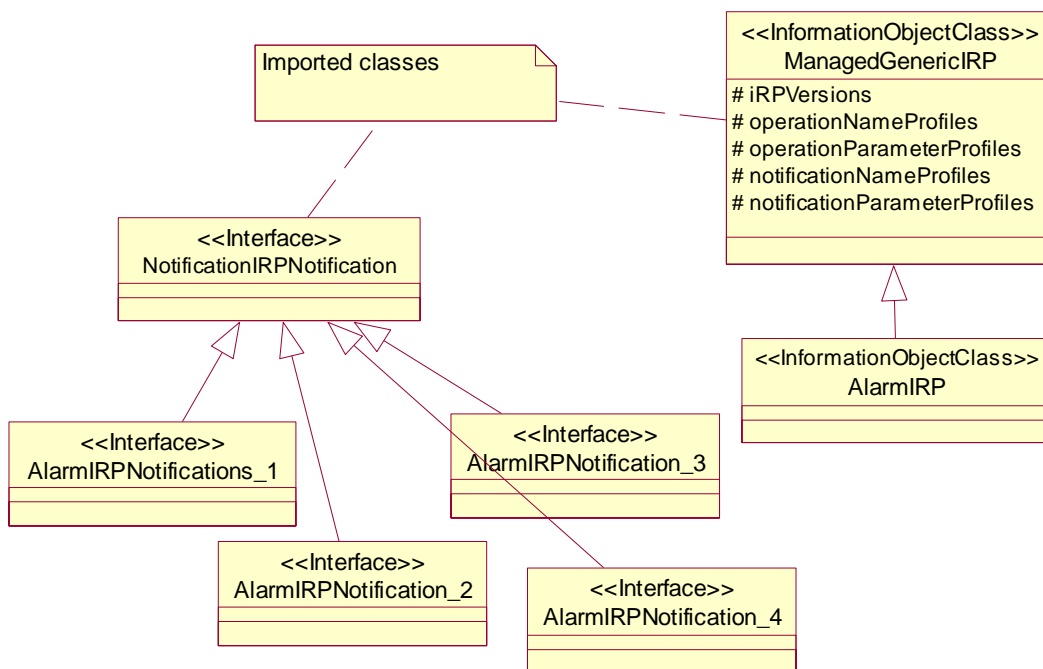 <<InformationObjectClass>>
ManagedGenericIRP
# iRPVersions
# operationNameProfiles
# operationParameterProfiles
# notificationNameProfiles
# notificationParameterProfiles
Imported classes
<<Interface>>
NotificationIRPNotification
<<InformationObjectClass>>
AlarmIRP
<<Interface>>
AlarmIRPNotifications_1
<<Interface>>
AlarmIRPNotification_3
<<Interface>>
AlarmIRPNotification_2
<<Interface>>
AlarmIRPNotification_4